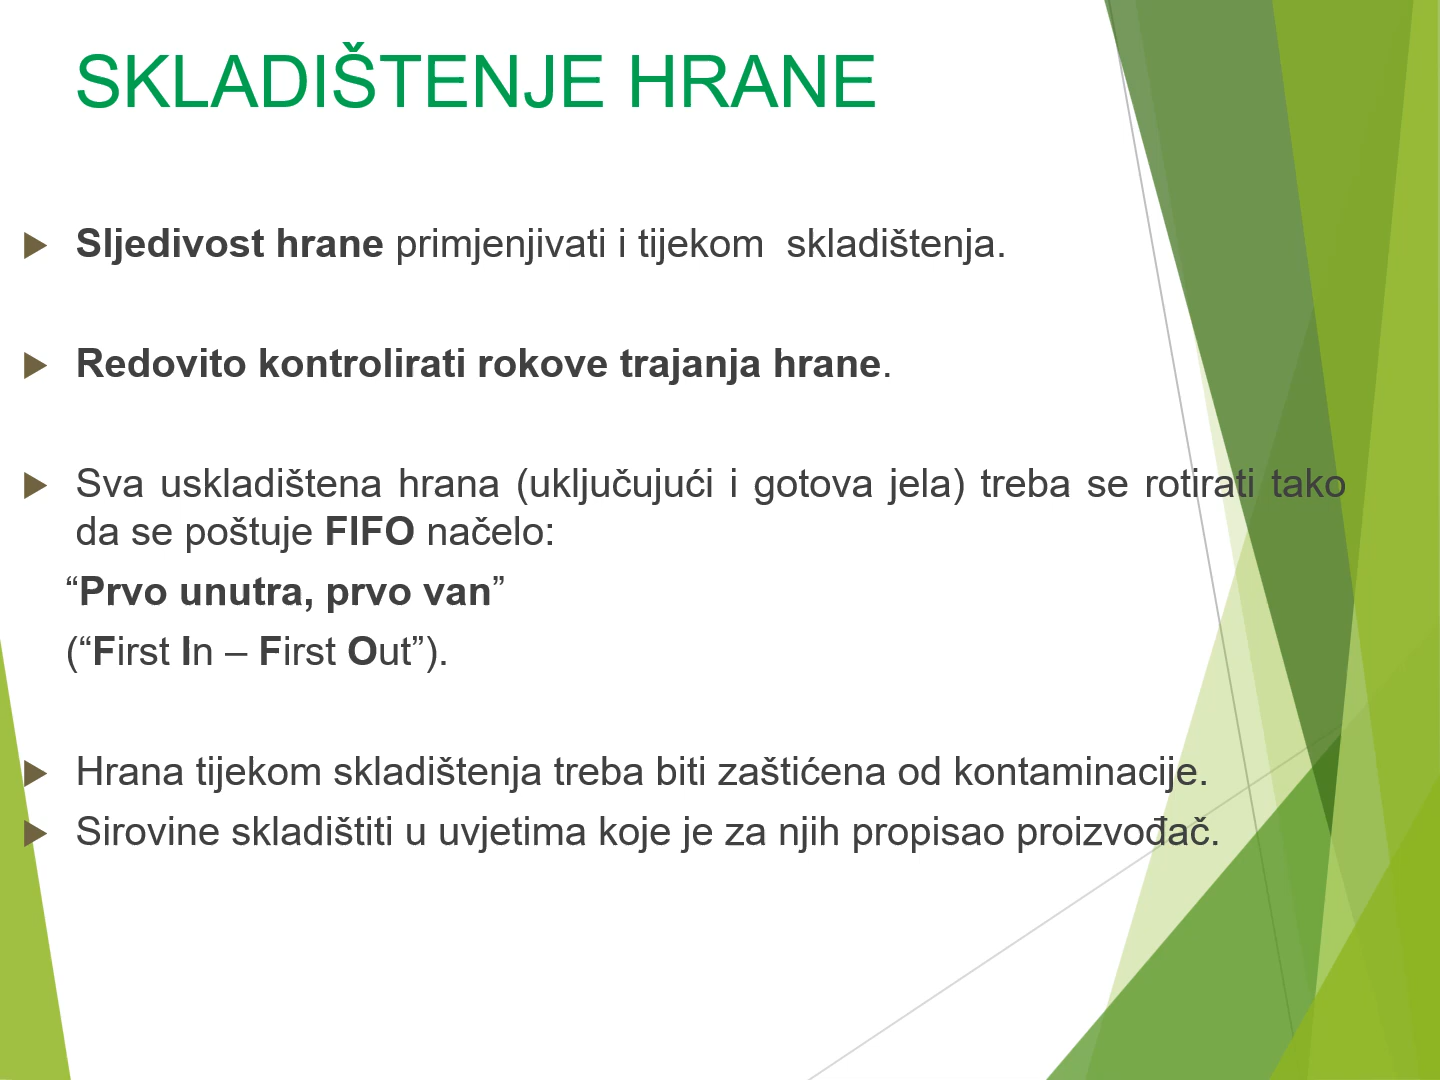 SKLADIŠTENJE HRANE
Sljedivost hrane primjenjivati i tijekom  skladištenja.
Redovito kontrolirati rokove trajanja hrane.
Sva uskladištena hrana (uključujući i gotova jela) treba se rotirati tako
da se poštuje FIFO načelo:
“Prvo unutra, prvo van”
(“First In – First Out”).
Hrana tijekom skladištenja treba biti zaštićena od kontaminacije.
Sirovine skladištiti u uvjetima koje je za njih propisao proizvođač.